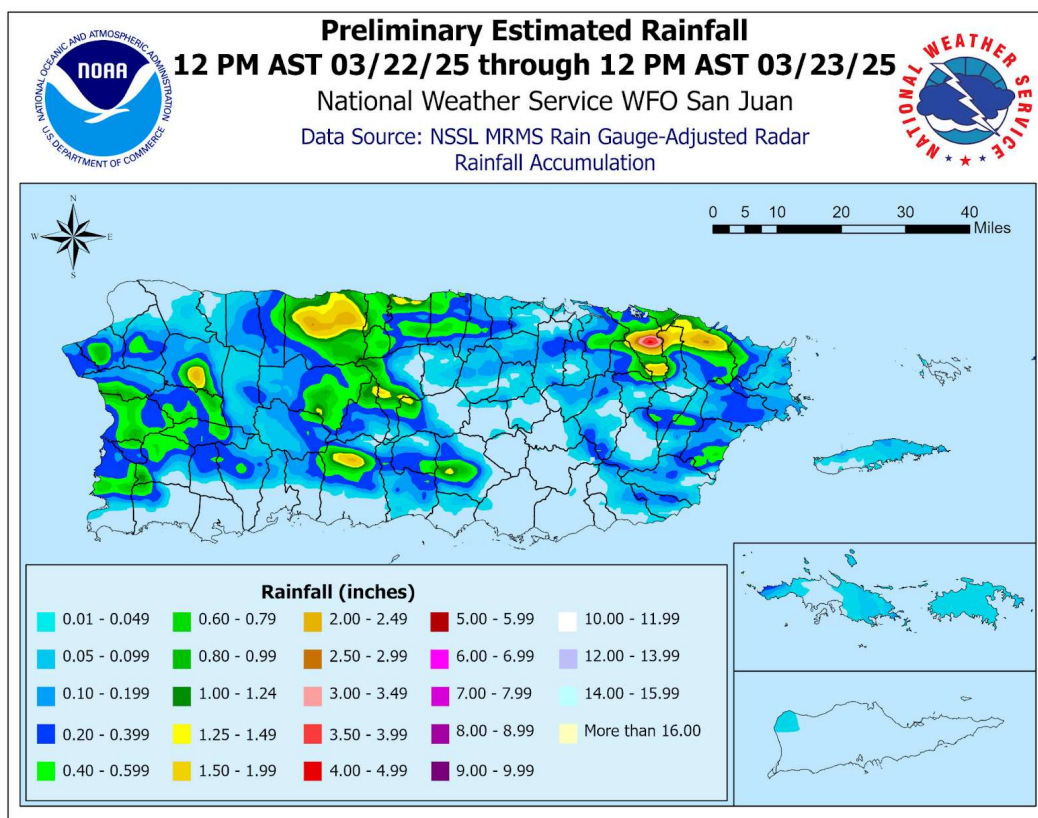 Preliminary Estimated Rainfall
12 PM AST 03/22/25 through 12 PM AST 03/23/25
National Weather Service WFO San Juan
Data Source: NSSL MRMS Rain Gauge-Adjusted Radar
Rainfall Accumulation
NATIONAL OCEANIC AND ATMOSPHERIC ADMINISTRATION
NOAA
U.S. DEPARTMENT OF COMMERCE
NATIONAL WEATHER SERVICE
N
W E
S
0 5 10 20 30 40
Miles
Rainfall (inches)
0.01 - 0.049
0.05 - 0.099
0.10 - 0.199
0.20 - 0.399
0.40 - 0.599
0.60 - 0.79
0.80 - 0.99
1.00 - 1.24
1.25 - 1.49
1.50 - 1.99
2.00 - 2.49
2.50 - 2.99
3.00 - 3.49
3.50 - 3.99
4.00 - 4.99
5.00 - 5.99
6.00 - 6.99
7.00 - 7.99
8.00 - 8.99
9.00 - 9.99
10.00 - 11.99
12.00 - 13.99
14.00 - 15.99
More than 16.00